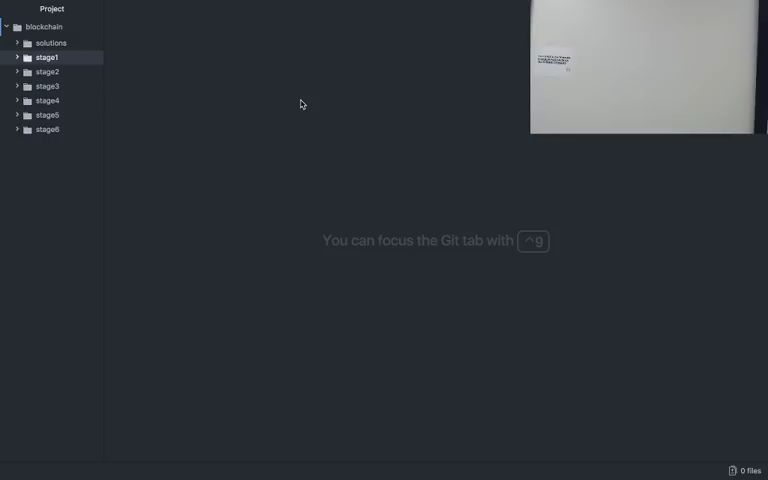 Project
blockchain
solutions
stage1
stage2
stage3
stage4
stage5
stage6
You can focus the Git tab with ^9
0 files